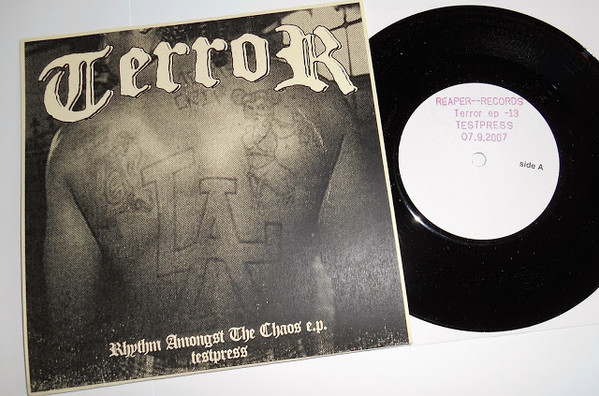 TerroR
LA
Rhythm Amongst The Chaos e.p.
testpress
REAPER--RECORDS
Terror ep -13
TESTPRESS
07.9.2007
side A